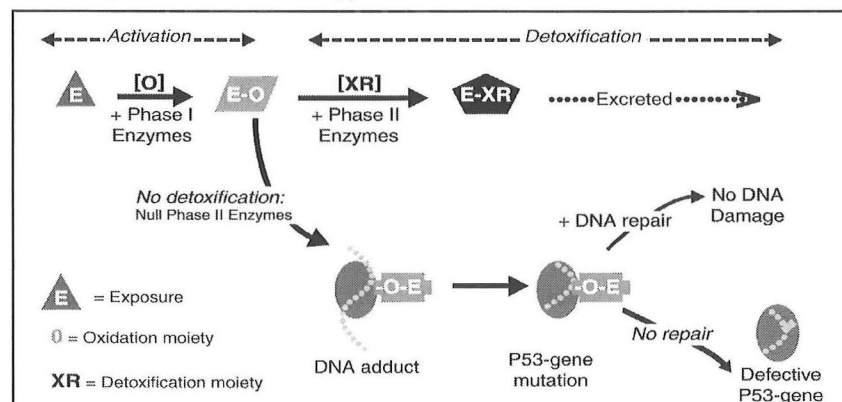 Activation
Detoxification
E
[O]
+ Phase I
Enzymes
E-O
[XR]
+ Phase II
Enzymes
E-XR
Excreted
No detoxification:
Null Phase II Enzymes
+ DNA repair
No DNA
Damage
-O-E
DNA adduct
-O-E
P53-gene
mutation
No repair
Defective
P53-gene
E = Exposure
O = Oxidation moiety
XR = Detoxification moiety